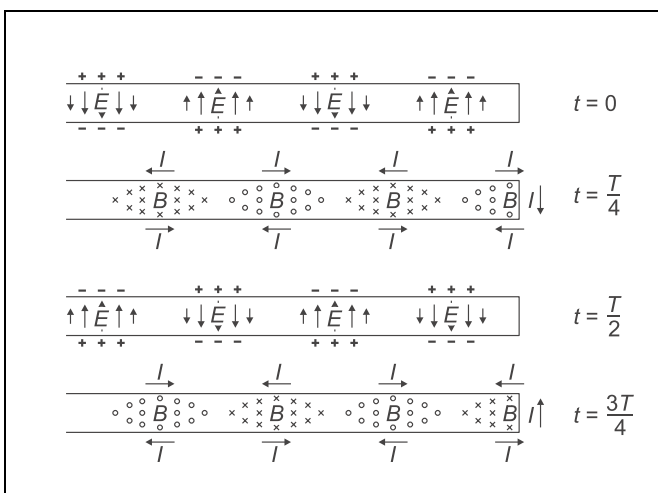 + + + − − − + + + − − −
E E E E t = 0
− − − + + + − − − + + +
I I I I
B B B B I t = T/4
I I I I
− − − + + + − − − + + +
E E E E t = T/2
+ + + − − − + + + − − −
I I I I
B B B B I t = 3T/4
I I I I